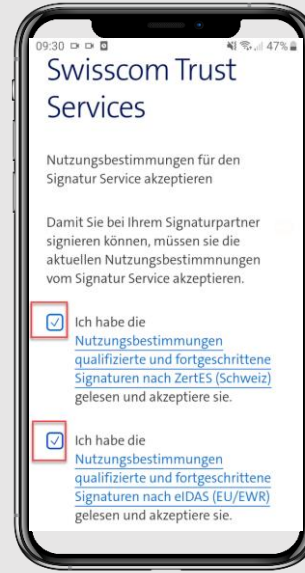 09:30 47%
Swisscom Trust
Services
Nutzungsbestimmungen für den
Signatur Service akzeptieren
Damit Sie bei Ihrem Signaturpartner
signieren können, müssen sie die
aktuellen Nutzungsbestimmnungen
vom Signatur Service akzeptieren.
Ich habe die
Nutzungsbestimmungen
qualifizierte und fortgeschrittene
Signaturen nach ZertES (Schweiz)
gelesen und akzeptiere sie.
Ich habe die
Nutzungsbestimmungen
qualifizierte und fortgeschrittene
Signaturen nach eIDAS (EU/EWR)
gelesen und akzeptiere sie.